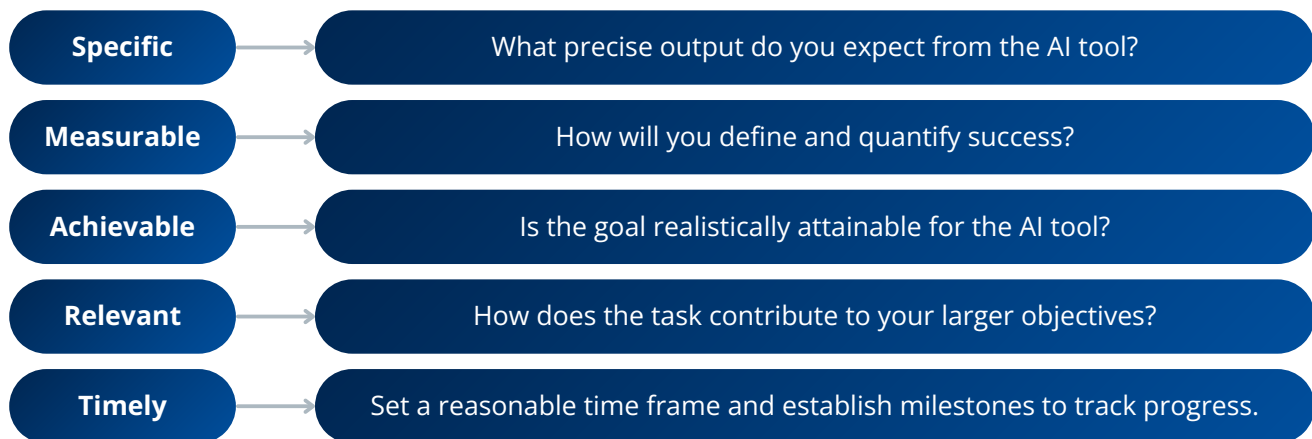 Specific
What precise output do you expect from the AI tool?
Measurable
How will you define and quantify success?
Achievable
Is the goal realistically attainable for the AI tool?
Relevant
How does the task contribute to your larger objectives?
Timely
Set a reasonable time frame and establish milestones to track progress.